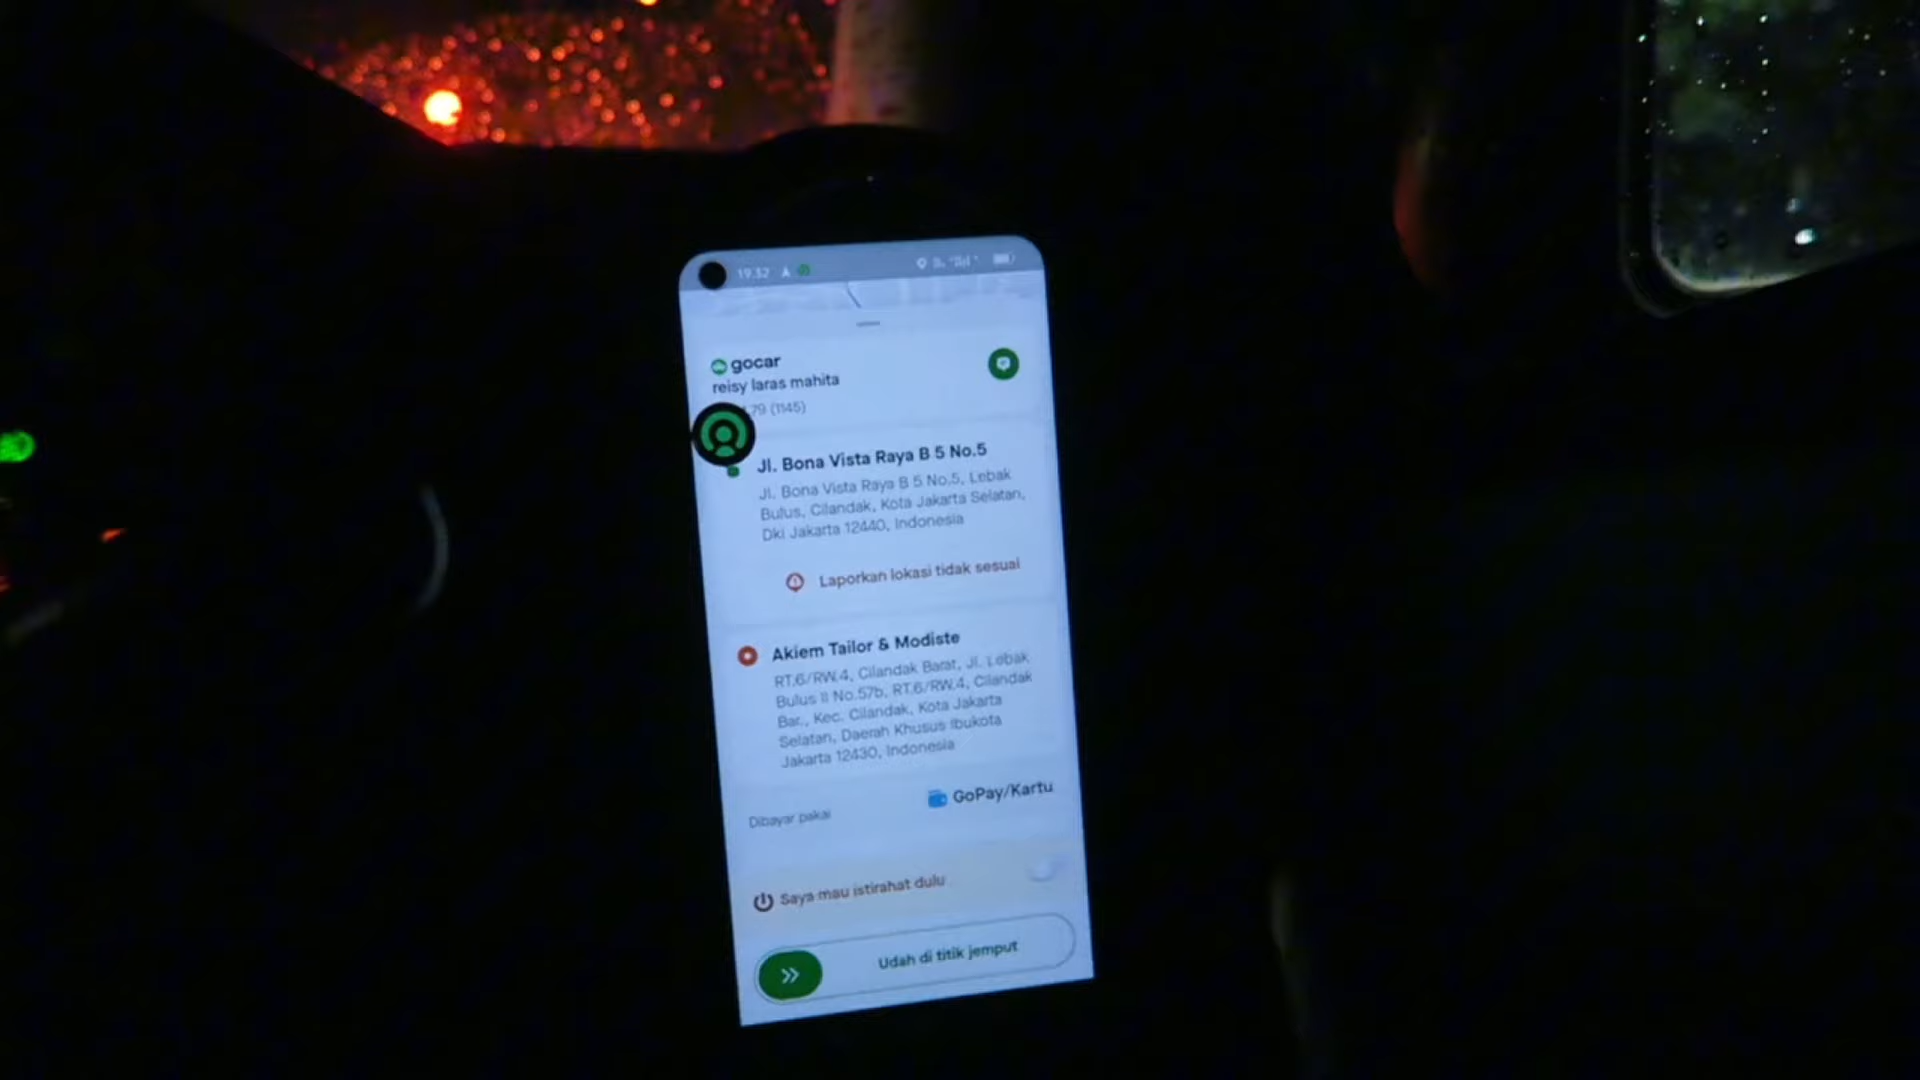 19.32
gocar
reisy laras mahita
.79 (1145)
Jl. Bona Vista Raya B 5 No.5
Jl. Bona Vista Raya B 5 No.5, Lebak
Bulus, Cilandak, Kota Jakarta Selatan,
Dki Jakarta 12440, Indonesia
Laporkan lokasi tidak sesuai
Akiem Tailor & Modiste
RT.6/RW.4, Cilandak Barat, Jl. Lebak
Bulus II No.57b, RT.6/RW.4, Cilandak
Bar., Kec. Cilandak, Kota Jakarta
Selatan, Daerah Khusus Ibukota
Jakarta 12430, Indonesia
Dibayar pakai
GoPay/Kartu
Saya mau istirahat dulu
Udah di titik jemput